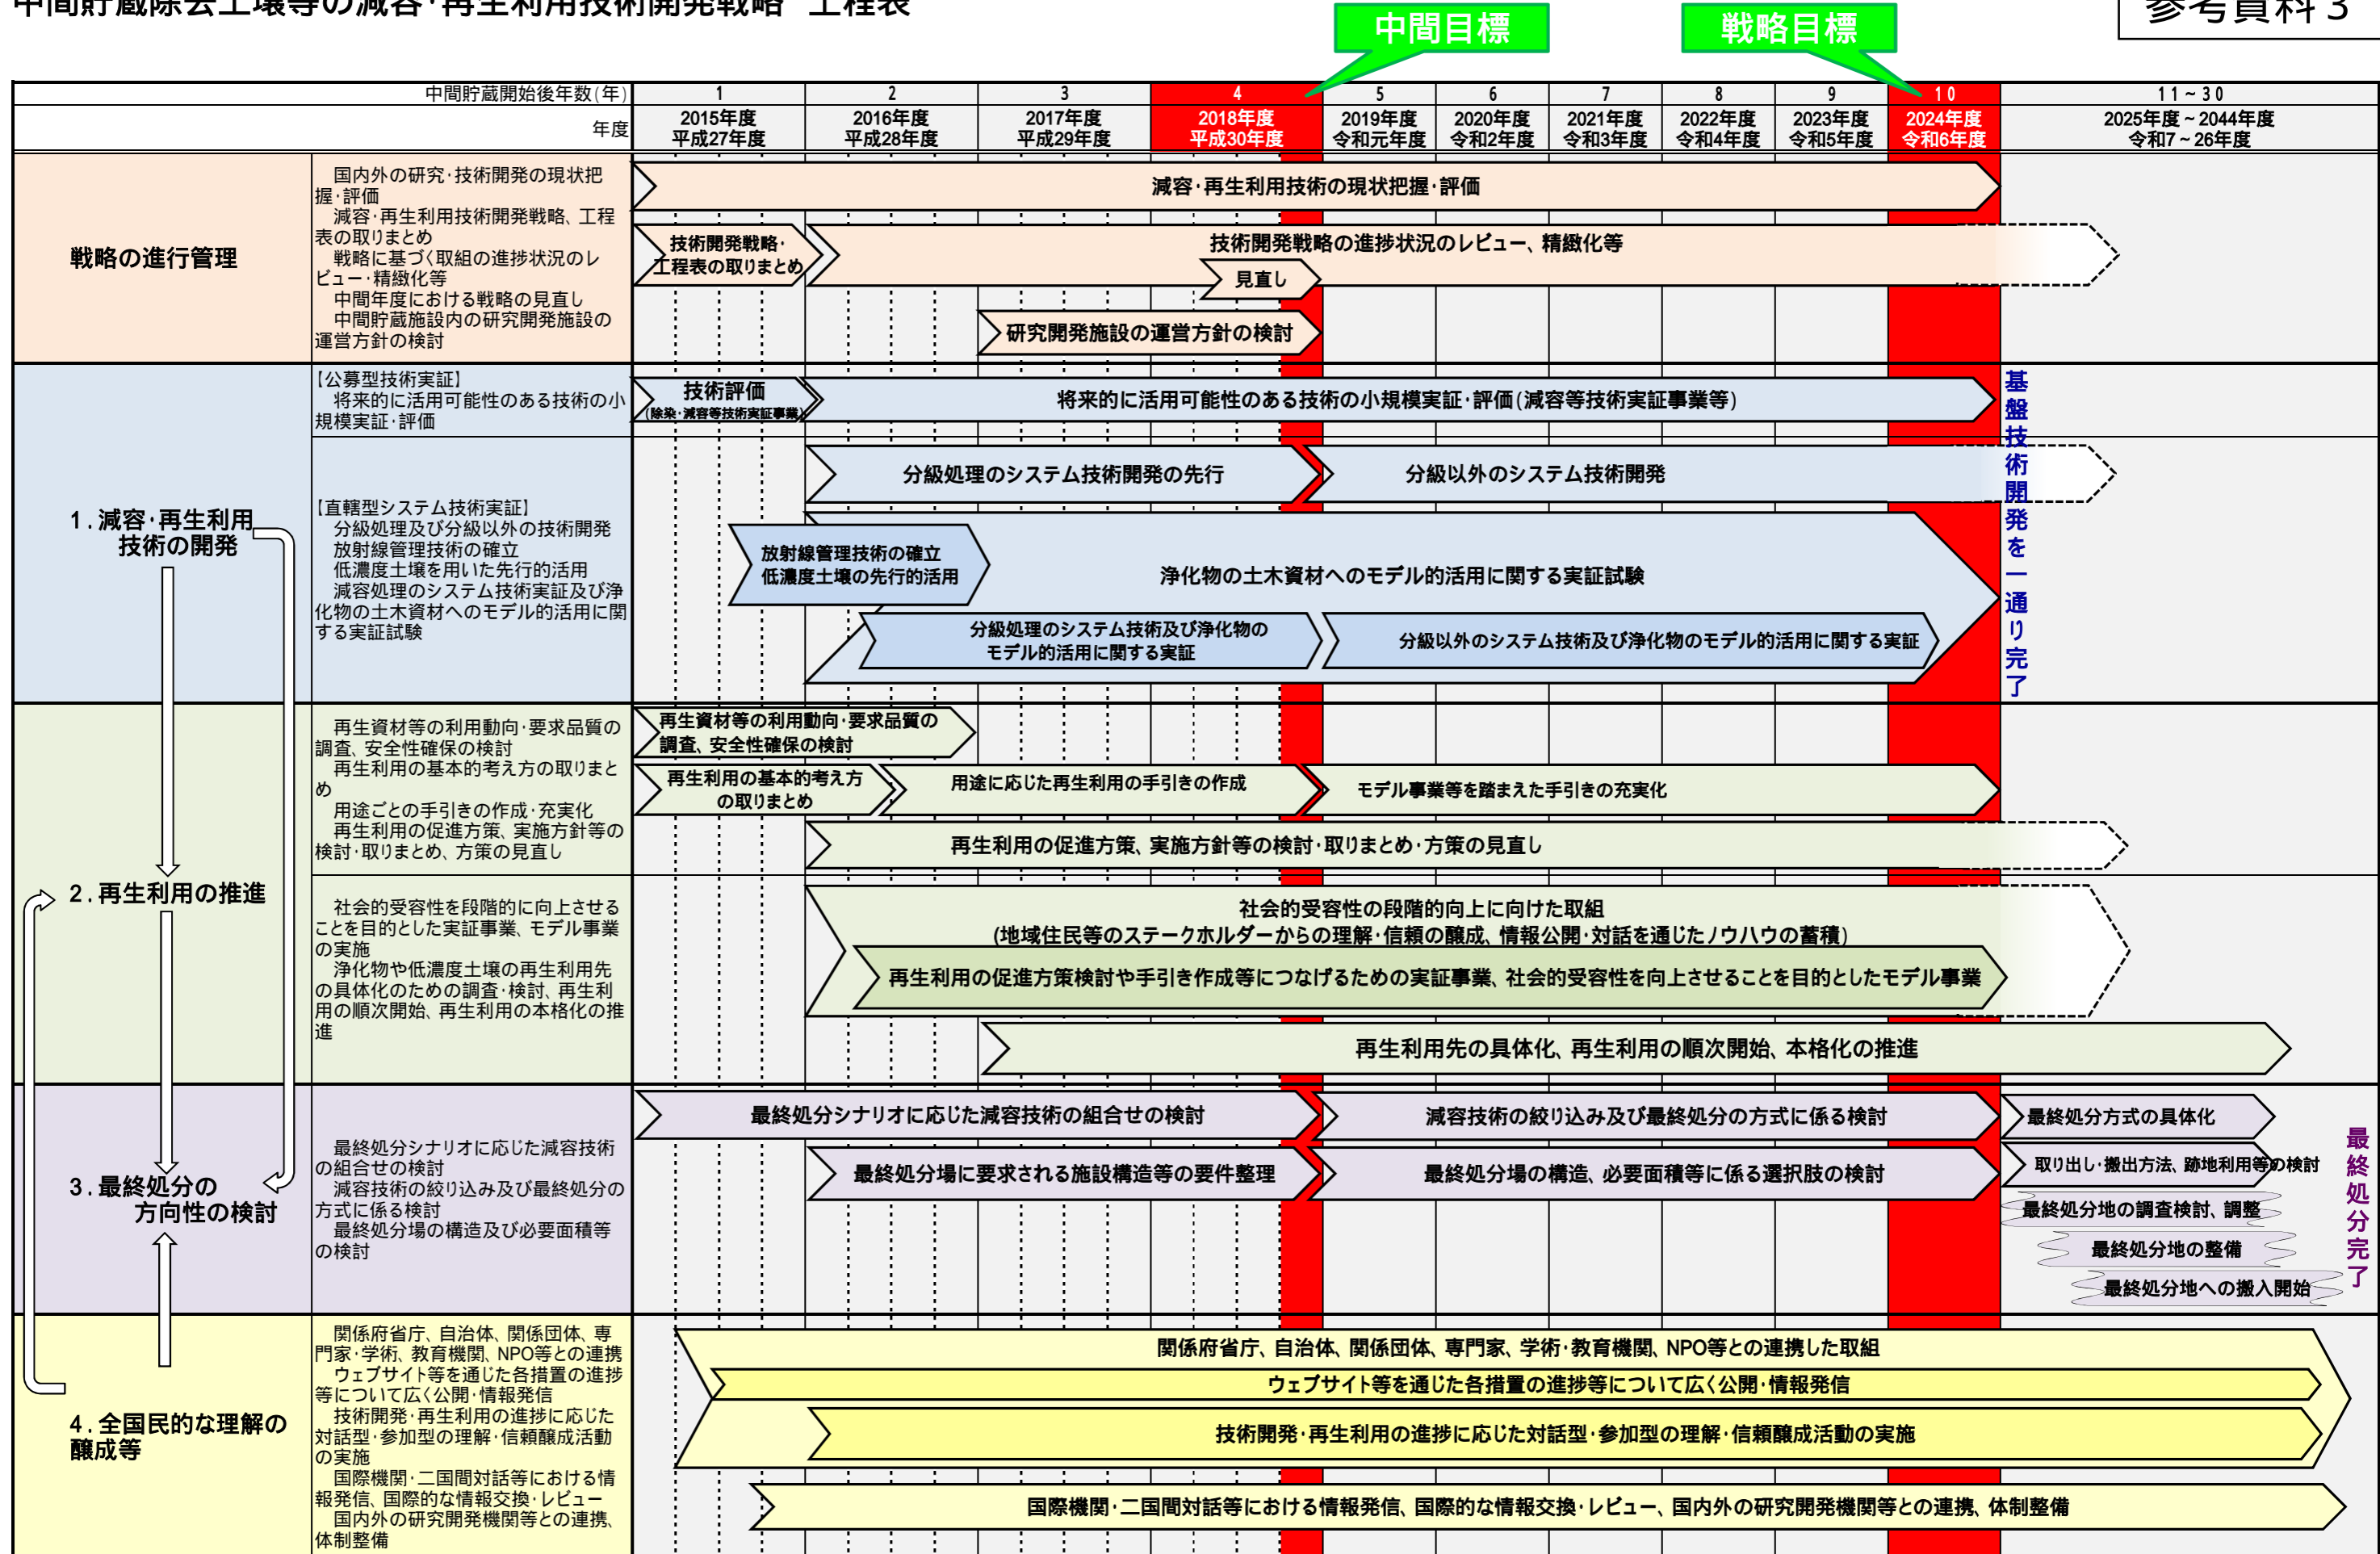 中間貯蔵除去土壌等の減容･再生利用技術開発戦略 工程表
参考資料３
中間目標
戦略目標
中間貯蔵開始後年数(年)
1
2
3
4
5
6
7
8
9
10
11~30
年度
2015年度
平成27年度
2016年度
平成28年度
2017年度
平成29年度
2018年度
平成30年度
2019年度
令和元年度
2020年度
令和2年度
2021年度
令和3年度
2022年度
令和4年度
2023年度
令和5年度
2024年度
令和6年度
2025年度~2044年度
令和7~26年度
戦略の進行管理
国内外の研究･技術開発の現状把
握･評価
減容･再生利用技術開発戦略､工程
表の取りまとめ
戦略に基づく取組の進捗状況のレ
ビュー･精緻化等
中間年度における戦略の見直し
中間貯蔵施設内の研究開発施設の
運営方針の検討
減容･再生利用技術の現状把握･評価
技術開発戦略･
工程表の取りまとめ
技術開発戦略の進捗状況のレビュー､精緻化等
見直し
研究開発施設の運営方針の検討
1.減容･再生利用
技術の開発
【公募型技術実証】
将来的に活用可能性のある技術の小
規模実証･評価
技術評価
(除染･減容等技術実証事業)
将来的に活用可能性のある技術の小規模実証･評価(減容等技術実証事業等)
【直轄型システム技術実証】
分級処理及び分級以外の技術開発
放射線管理技術の確立
低濃度土壌を用いた先行的活用
減容処理のシステム技術実証及び浄
化物の土木資材へのモデル的活用に関
する実証試験
分級処理のシステム技術開発の先行
分級以外のシステム技術開発
放射線管理技術の確立
低濃度土壌の先行的活用
浄化物の土木資材へのモデル的活用に関する実証試験
分級処理のシステム技術及び浄化物の
モデル的活用に関する実証
分級以外のシステム技術及び浄化物のモデル的活用に関する実証
基盤技術開発を一通り完了
2.再生利用の推進
再生資材等の利用動向･要求品質の
調査､安全性確保の検討
再生利用の基本的考え方の取りまと
め
用途ごとの手引きの作成･充実化
再生利用の促進方策､実施方針等の
検討･取りまとめ､方策の見直し
再生資材等の利用動向･要求品質の
調査､安全性確保の検討
再生利用の基本的考え方
の取りまとめ
用途に応じた再生利用の手引きの作成
モデル事業等を踏まえた手引きの充実化
再生利用の促進方策､実施方針等の検討･取りまとめ･方策の見直し
社会的受容性を段階的に向上させる
ことを目的とした実証事業､モデル事業
の実施
浄化物や低濃度土壌の再生利用先
の具体化のための調査･検討､再生利
用の順次開始､再生利用の本格化の推
進
社会的受容性の段階的向上に向けた取組
(地域住民等のステークホルダーからの理解･信頼の醸成､情報公開･対話を通じたノウハウの蓄積)
再生利用の促進方策検討や手引き作成等につなげるための実証事業､社会的受容性を向上させることを目的としたモデル事業
再生利用先の具体化､再生利用の順次開始､本格化の推進
3.最終処分の
方向性の検討
最終処分シナリオに応じた減容技術
の組合せの検討
減容技術の絞り込み及び最終処分の
方式に係る検討
最終処分場の構造及び必要面積等
の検討
最終処分シナリオに応じた減容技術の組合せの検討
減容技術の絞り込み及び最終処分の方式に係る検討
最終処分方式の具体化
最終処分場に要求される施設構造等の要件整理
最終処分場の構造､必要面積等に係る選択肢の検討
取り出し･搬出方法､跡地利用等の検討
最終処分地の調査検討､調整
最終処分地の整備
最終処分地への搬入開始
最終処分完了
4.全国民的な理解の
醸成等
関係府省庁､自治体､関係団体､専
門家･学術､教育機関､NPO等との連携
ウェブサイト等を通じた各措置の進捗
等について広く公開･情報発信
技術開発･再生利用の進捗に応じた
対話型･参加型の理解･信頼醸成活動
の実施
国際機関･二国間対話等における情
報発信､国際的な情報交換･レビュー
国内外の研究開発機関等との連携､
体制整備
関係府省庁､自治体､関係団体､専門家､学術･教育機関､NPO等との連携した取組
ウェブサイト等を通じた各措置の進捗等について広く公開･情報発信
技術開発･再生利用の進捗に応じた対話型･参加型の理解･信頼醸成活動の実施
国際機関･二国間対話等における情報発信､国際的な情報交換･レビュー､国内外の研究開発機関等との連携､体制整備